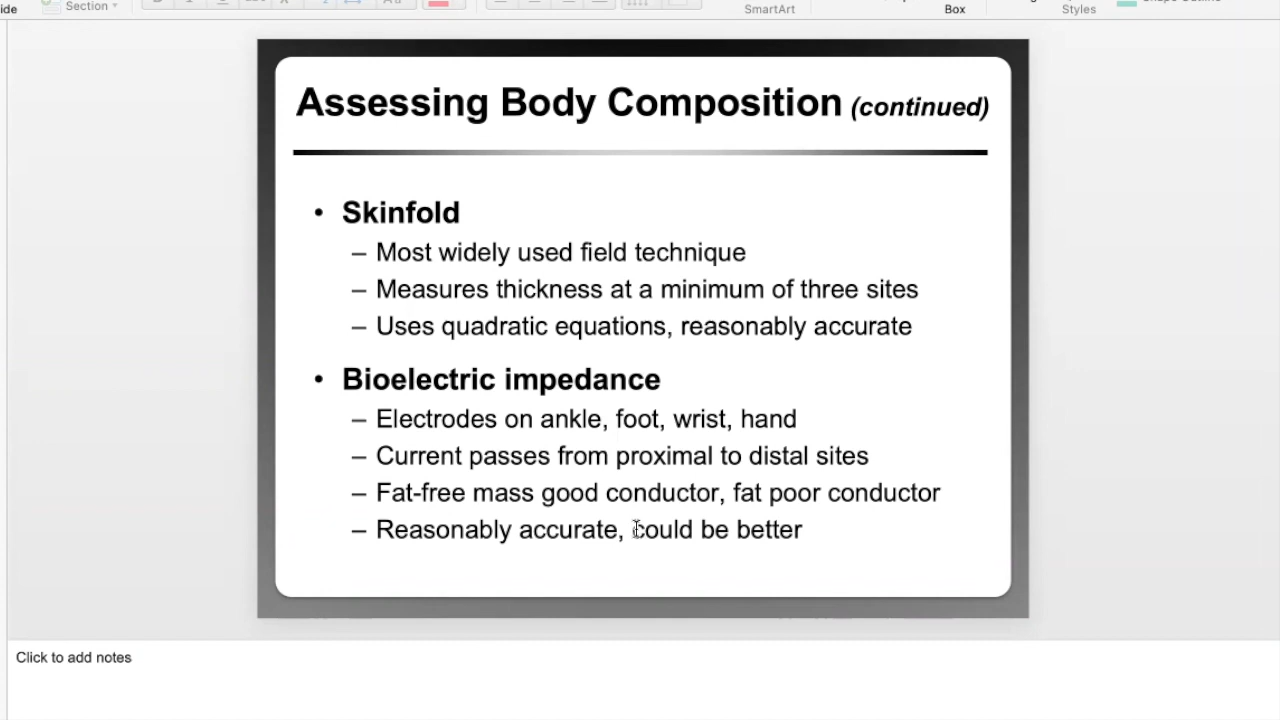 ide
Section
SmartArt
Box
Styles
Assessing Body Composition (continued)
• Skinfold
– Most widely used field technique
– Measures thickness at a minimum of three sites
– Uses quadratic equations, reasonably accurate
• Bioelectric impedance
– Electrodes on ankle, foot, wrist, hand
– Current passes from proximal to distal sites
– Fat-free mass good conductor, fat poor conductor
– Reasonably accurate, could be better
Click to add notes